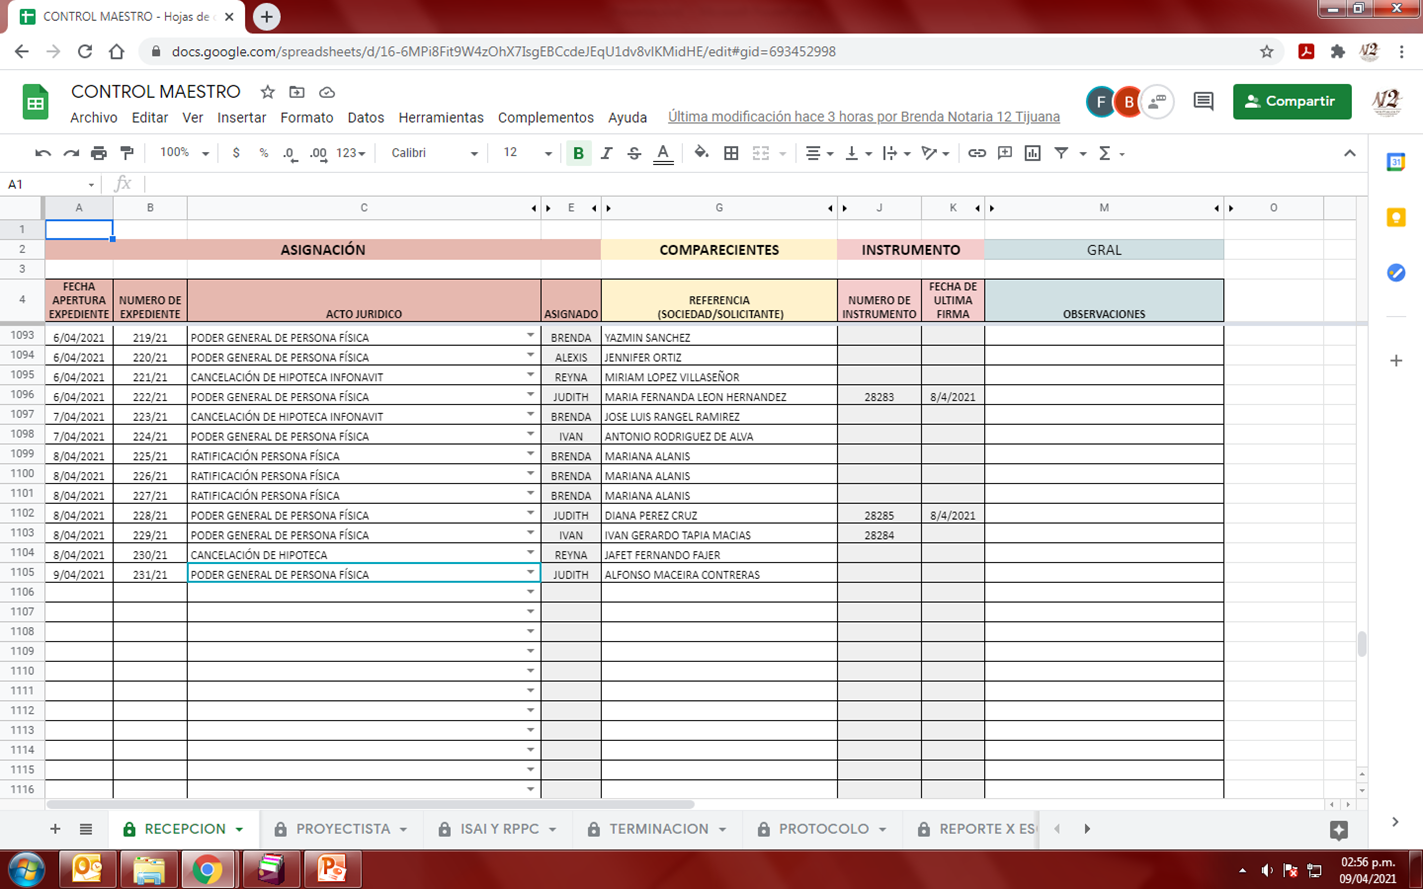 CONTROL MAESTRO - Hojas de c
docs.google.com/spreadsheets/d/16-6MPi8Fit9W4zOhX7IsgEBCcdeJEqU1dv8vlKMidHE/edit#gid=693452998
CONTROL MAESTRO
F B Compartir N2
Archivo Editar Ver Insertar Formato Datos Herramientas Complementos Ayuda Última modificación hace 3 horas por Brenda Notaria 12 Tijuana
100% $ % .0 .00 123 Calibri 12 B I S A Σ
A1 fx
A B C E G J K M O
1
2 ASIGNACIÓN COMPARECIENTES INSTRUMENTO GRAL
3
4 FECHA APERTURA EXPEDIENTE NUMERO DE EXPEDIENTE ACTO JURIDICO ASIGNADO REFERENCIA (SOCIEDAD/SOLICITANTE) NUMERO DE INSTRUMENTO FECHA DE ULTIMA FIRMA OBSERVACIONES
1093 6/04/2021 219/21 PODER GENERAL DE PERSONA FÍSICA BRENDA YAZMIN SANCHEZ
1094 6/04/2021 220/21 PODER GENERAL DE PERSONA FÍSICA ALEXIS JENNIFER ORTIZ
1095 6/04/2021 221/21 CANCELACIÓN DE HIPOTECA INFONAVIT REYNA MIRIAM LOPEZ VILLASEÑOR
1096 6/04/2021 222/21 PODER GENERAL DE PERSONA FÍSICA JUDITH MARIA FERNANDA LEON HERNANDEZ 28283 8/4/2021
1097 7/04/2021 223/21 CANCELACIÓN DE HIPOTECA INFONAVIT BRENDA JOSE LUIS RANGEL RAMIREZ
1098 7/04/2021 224/21 PODER GENERAL DE PERSONA FÍSICA IVAN ANTONIO RODRIGUEZ DE ALVA
1099 8/04/2021 225/21 RATIFICACIÓN PERSONA FÍSICA BRENDA MARIANA ALANIS
1100 8/04/2021 226/21 RATIFICACIÓN PERSONA FÍSICA BRENDA MARIANA ALANIS
1101 8/04/2021 227/21 RATIFICACIÓN PERSONA FÍSICA BRENDA MARIANA ALANIS
1102 8/04/2021 228/21 PODER GENERAL DE PERSONA FÍSICA JUDITH DIANA PEREZ CRUZ 28285 8/4/2021
1103 8/04/2021 229/21 PODER GENERAL DE PERSONA FÍSICA IVAN IVAN GERARDO TAPIA MACIAS 28284
1104 8/04/2021 230/21 CANCELACIÓN DE HIPOTECA REYNA JAFET FERNANDO FAJER
1105 9/04/2021 231/21 PODER GENERAL DE PERSONA FÍSICA JUDITH ALFONSO MACEIRA CONTRERAS
1106
1107
1108
1109
1110
1111
1112
1113
1114
1115
1116
RECEPCION PROYECTISTA ISAI Y RPPC TERMINACION PROTOCOLO REPORTE X ES
02:56 p.m.
09/04/2021